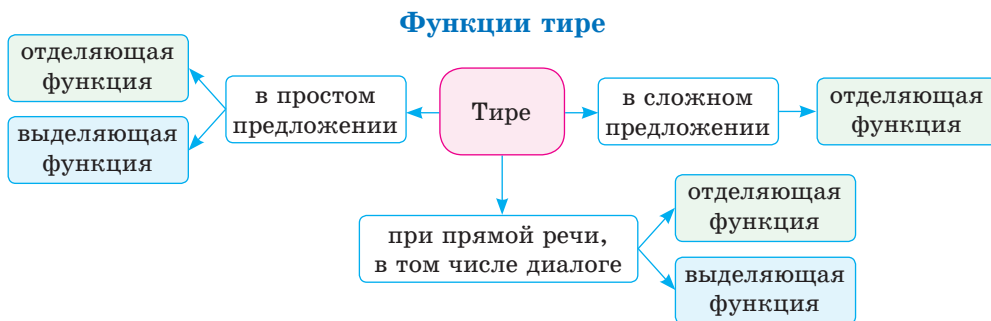 Функции тире
отделяющая
функция
выделяющая
функция
в простом
предложении
Тире
в сложном
предложении
отделяющая
функция
при прямой речи,
в том числе диалоге
отделяющая
функция
выделяющая
функция